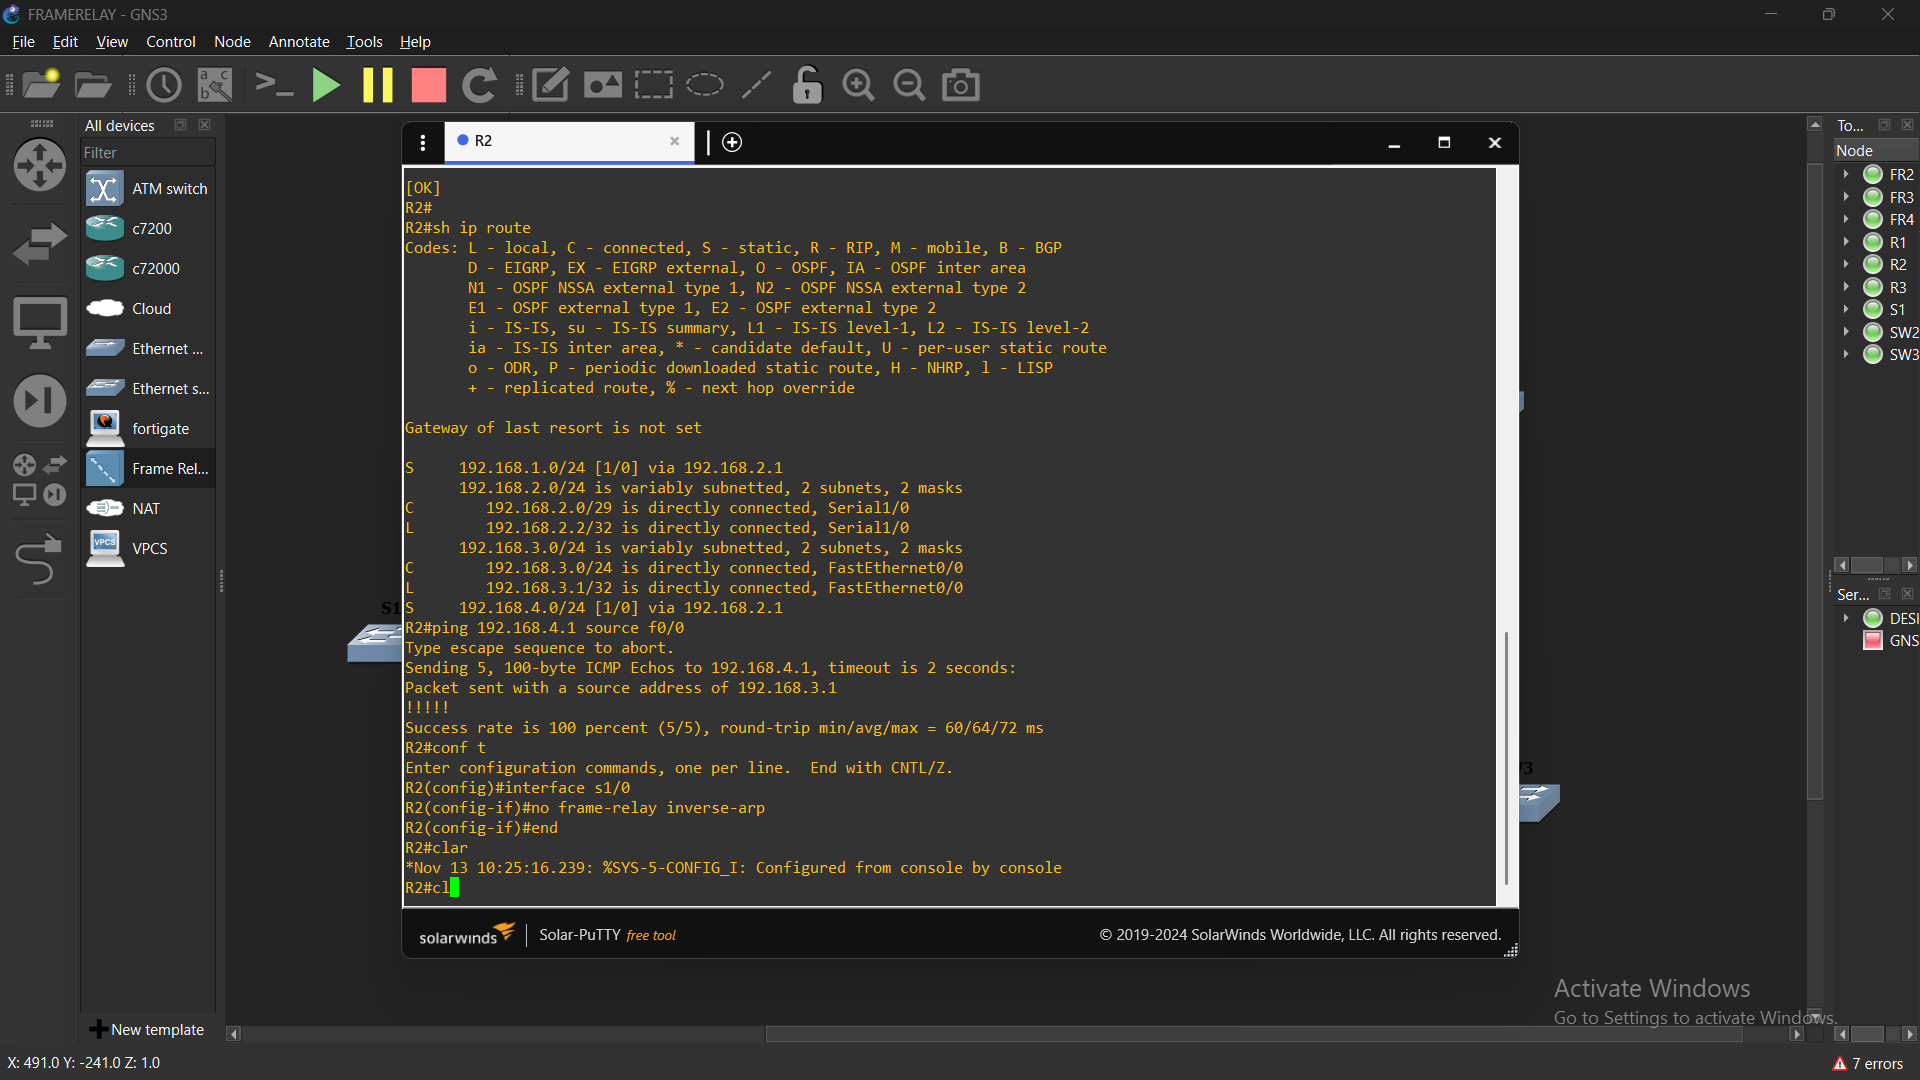 FRAMERELAY - GNS3
File Edit View Control Node Annotate Tools Help
All devices
Filter
ATM switch
c7200
c72000
Cloud
Ethernet ...
Ethernet s...
fortigate
Frame Rel...
NAT
VPCS
New template
S1
R2
[OK]
R2#
R2#sh ip route
Codes: L - local, C - connected, S - static, R - RIP, M - mobile, B - BGP
D - EIGRP, EX - EIGRP external, O - OSPF, IA - OSPF inter area
N1 - OSPF NSSA external type 1, N2 - OSPF NSSA external type 2
E1 - OSPF external type 1, E2 - OSPF external type 2
i - IS-IS, su - IS-IS summary, L1 - IS-IS level-1, L2 - IS-IS level-2
ia - IS-IS inter area, * - candidate default, U - per-user static route
o - ODR, P - periodic downloaded static route, H - NHRP, l - LISP
+ - replicated route, % - next hop override
Gateway of last resort is not set
S 192.168.1.0/24 [1/0] via 192.168.2.1
192.168.2.0/24 is variably subnetted, 2 subnets, 2 masks
C 192.168.2.0/29 is directly connected, Serial1/0
L 192.168.2.2/32 is directly connected, Serial1/0
192.168.3.0/24 is variably subnetted, 2 subnets, 2 masks
C 192.168.3.0/24 is directly connected, FastEthernet0/0
L 192.168.3.1/32 is directly connected, FastEthernet0/0
S 192.168.4.0/24 [1/0] via 192.168.2.1
R2#ping 192.168.4.1 source f0/0
Type escape sequence to abort.
Sending 5, 100-byte ICMP Echos to 192.168.4.1, timeout is 2 seconds:
Packet sent with a source address of 192.168.3.1
!!!!!
Success rate is 100 percent (5/5), round-trip min/avg/max = 60/64/72 ms
R2#conf t
Enter configuration commands, one per line.  End with CNTL/Z.
R2(config)#interface s1/0
R2(config-if)#no frame-relay inverse-arp
R2(config-if)#end
R2#clar
*Nov 13 10:25:16.239: %SYS-5-CONFIG_I: Configured from console by console
R2#cl
solarwinds Solar-PuTTY free tool
© 2019-2024 SolarWinds Worldwide, LLC. All rights reserved.
To...
Node
FR2
FR3
FR4
R1
R2
R3
S1
SW2
SW3
Ser...
DESI
GNS
Activate Windows
Go to Settings to activate Windows.
X: 491.0 Y: -241.0 Z: 1.0
7 errors